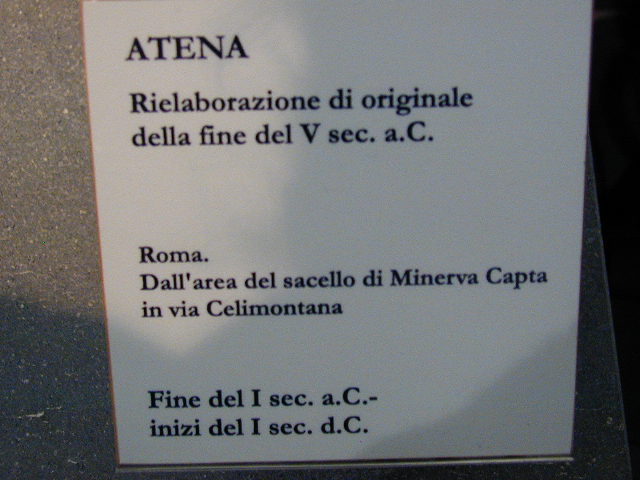 ATENA
Rielaborazione di originale
della fine del V sec. a.C.
Roma.
Dall'area del sacello di Minerva Capta
in via Celimontana
Fine del I sec. a.C.-
inizi del I sec. d.C.